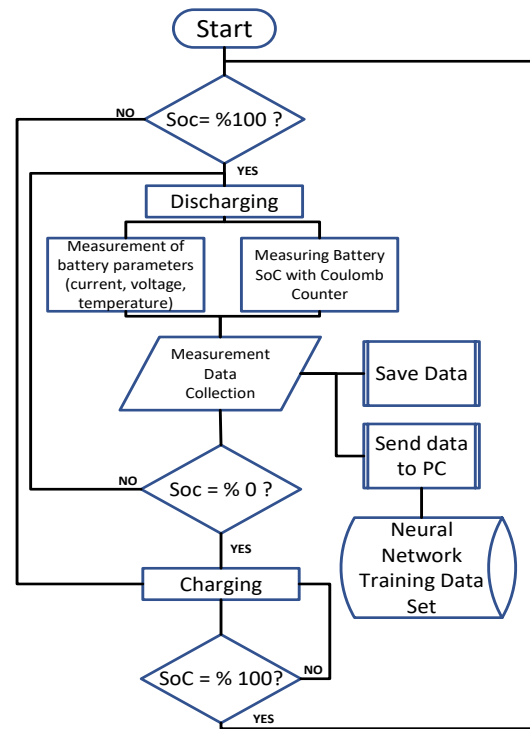 Start
NO
Soc= %100 ?
YES
Discharging
Measurement of
battery parameters
(current, voltage,
temperature)
Measuring Battery
SoC with Coulomb
Counter
Measurement
Data
Collection
Save Data
Send data
to PC
NO
Soc = % 0 ?
Neural
Network
Training Data
Set
YES
Charging
SoC = % 100?
NO
YES